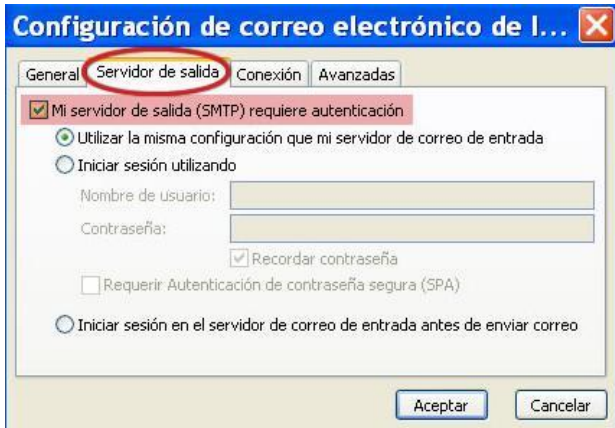 Configuración de correo electrónico de I...
General Servidor de salida Conexión Avanzadas
Mi servidor de salida (SMTP) requiere autenticación
Utilizar la misma configuración que mi servidor de correo de entrada
Iniciar sesión utilizando
Nombre de usuario:
Contraseña:
Recordar contraseña
Requerir Autenticación de contraseña segura (SPA)
Iniciar sesión en el servidor de correo de entrada antes de enviar correo
Aceptar Cancelar